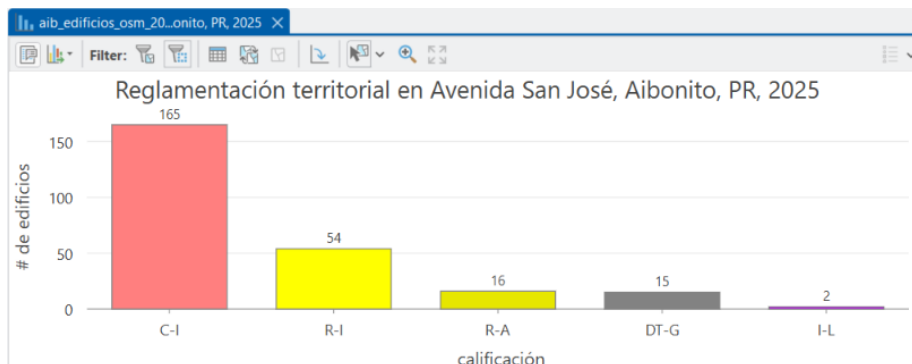 aib_edificios_osm_20...onito, PR, 2025
Filter:
Reglamentación territorial en Avenida San José, Aibonito, PR, 2025
# de edificios
150
100
50
0
165
54
16
15
2
C-I
R-I
R-A
DT-G
I-L
calificación